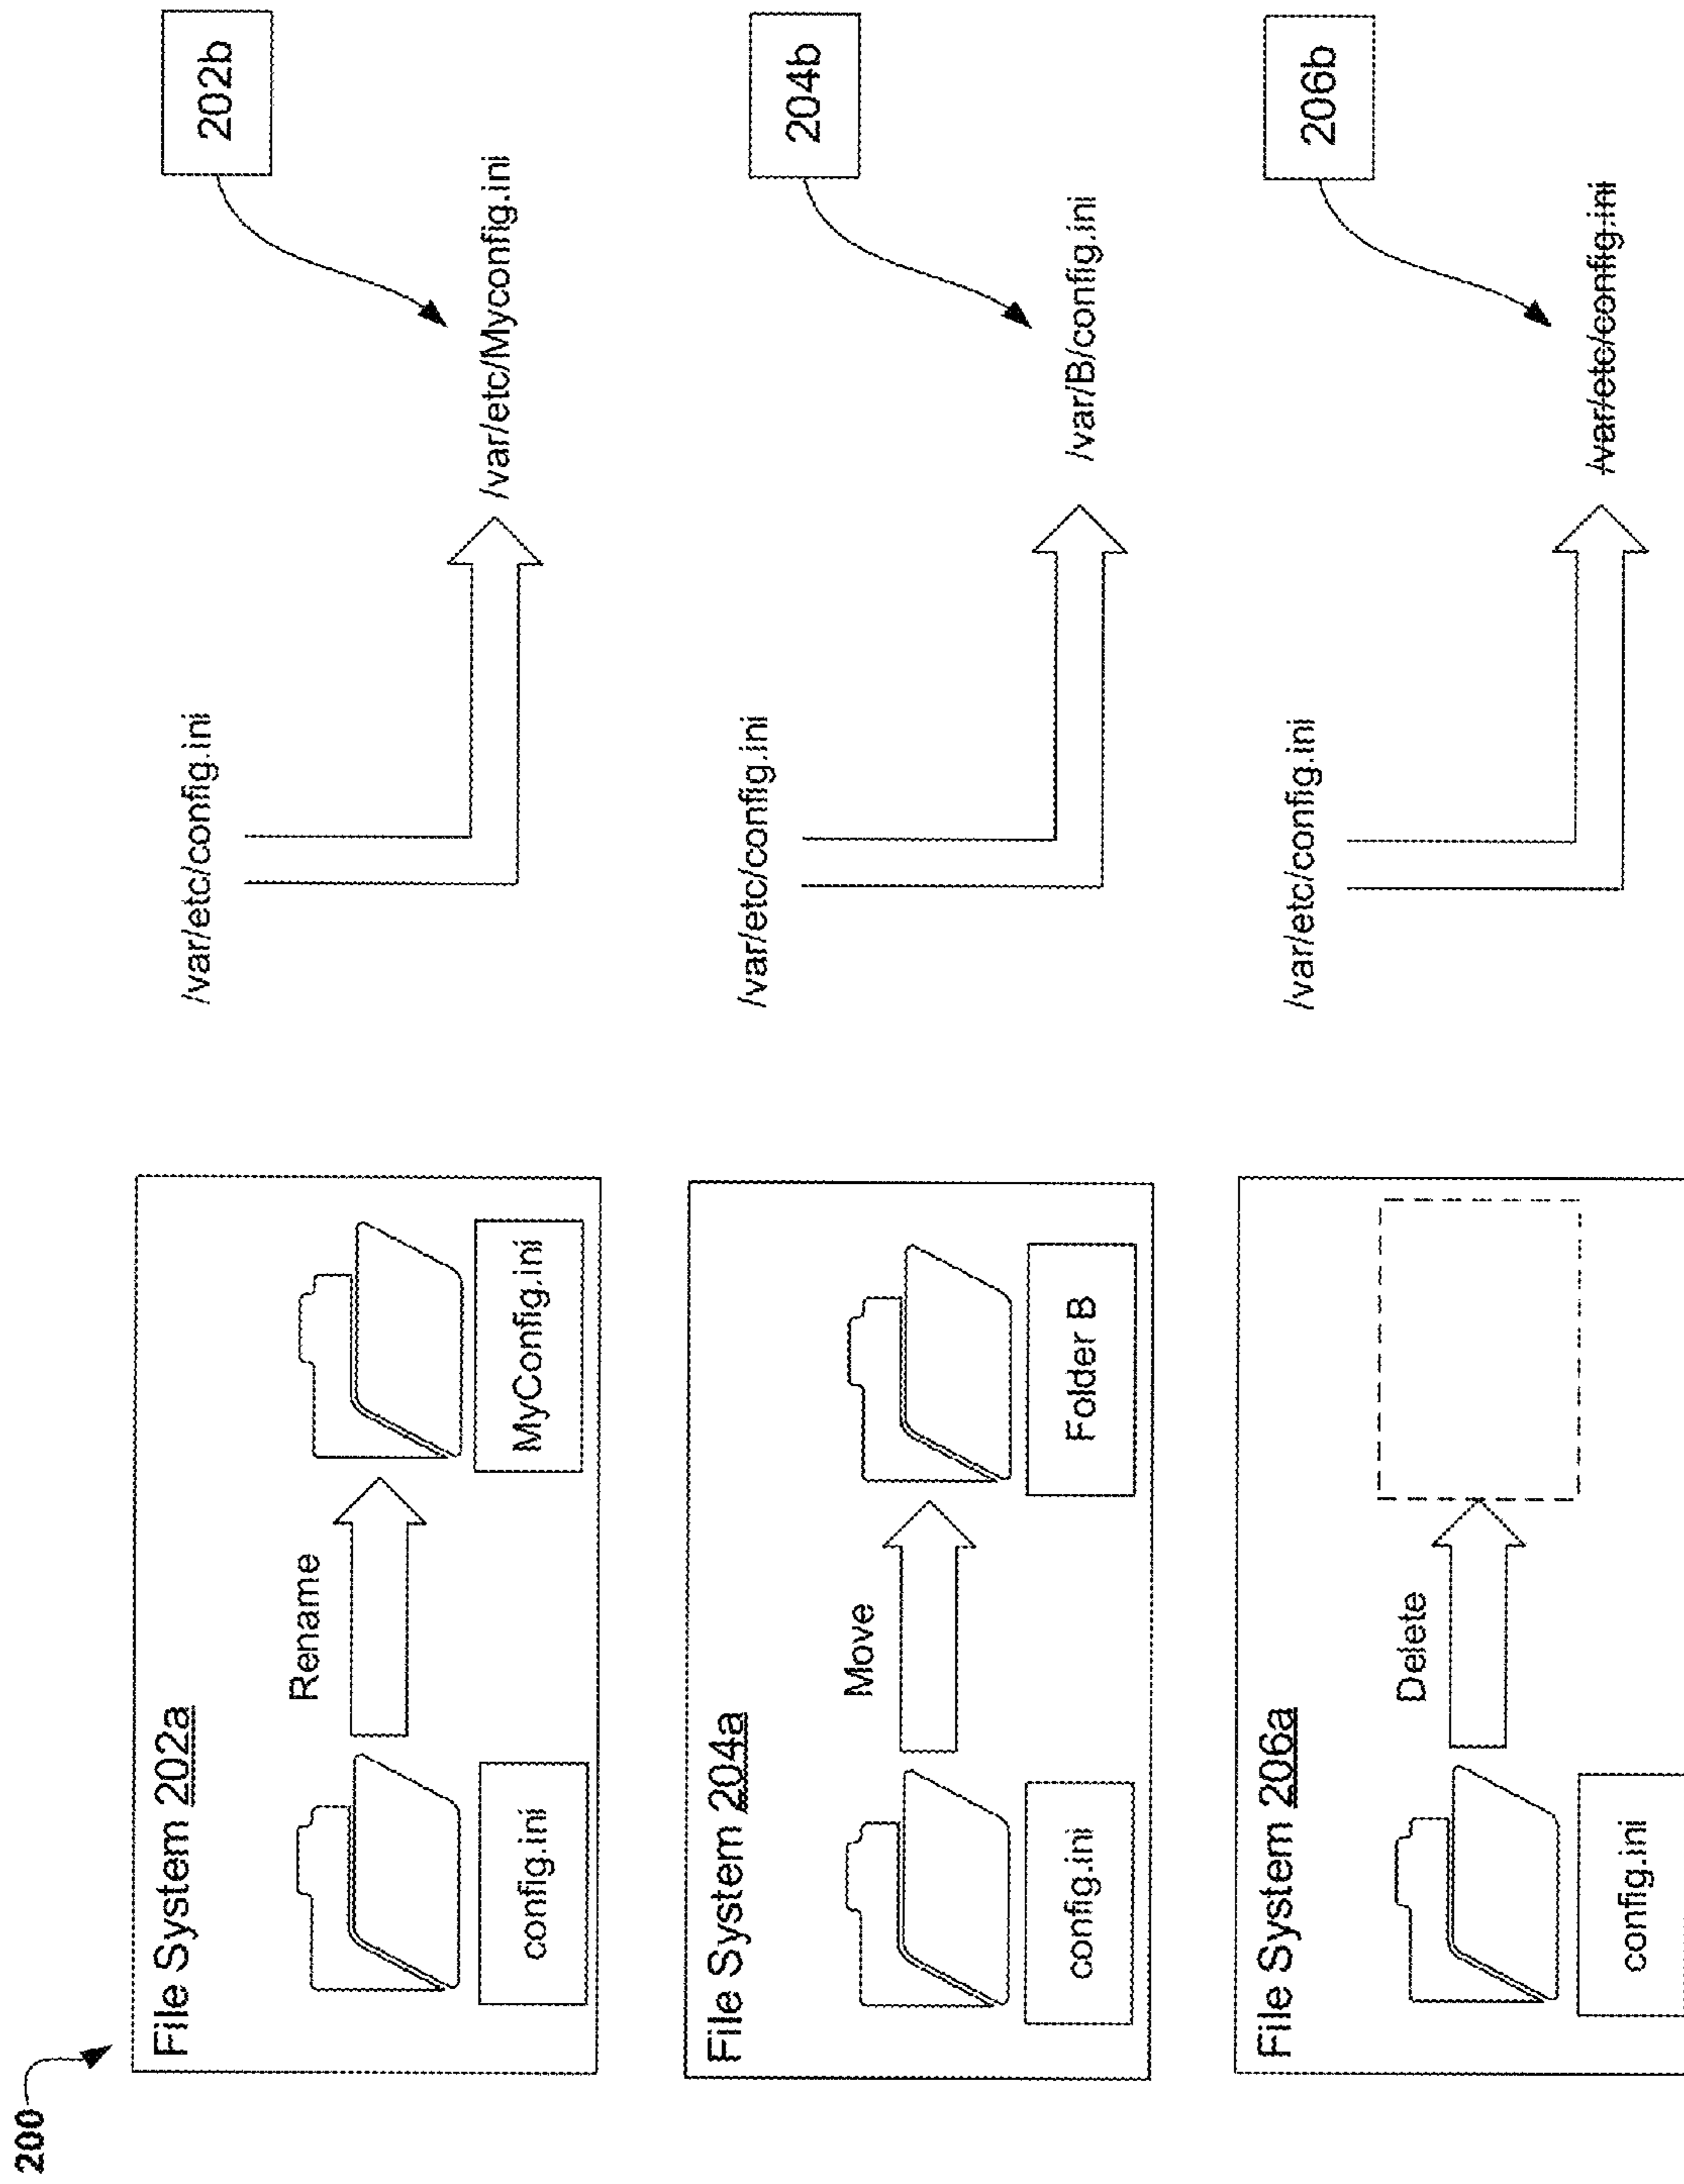 200
File System 202a
Rename
config.ini
MyConfig.ini
/var/etc/config.ini
/var/etc/Myconfig.ini
202b
File System 204a
Move
config.ini
Folder B
/var/etc/config.ini
/var/B/config.ini
204b
File System 206a
Delete
config.ini
/var/etc/config.ini
/var/etc/config.ini
206b